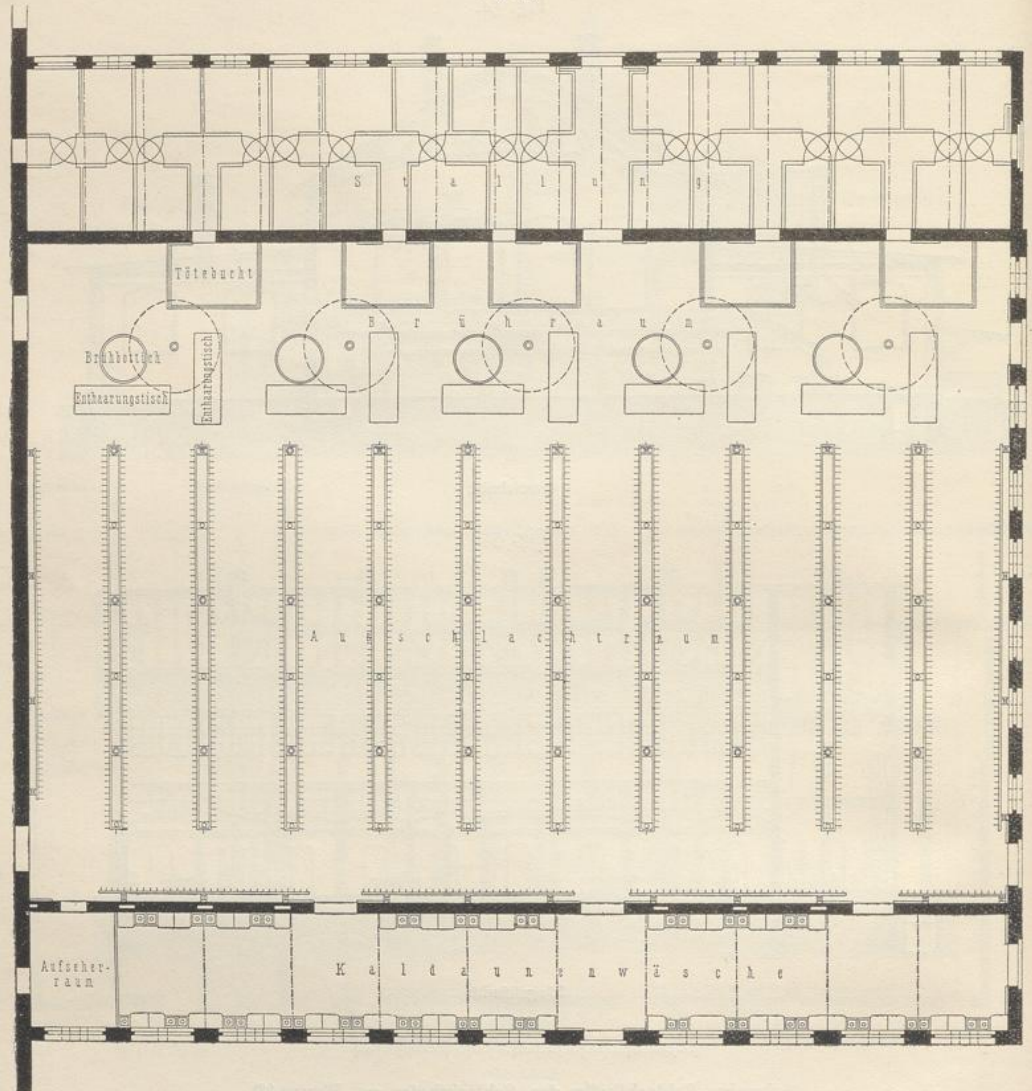 Stallung
Tötebucht
Brühraum
Brühbottich
Enthaarungstisch
Enthaarungstisch
Ausschlachtraum
Aufseher-
raum
Kaldaunenwäsche